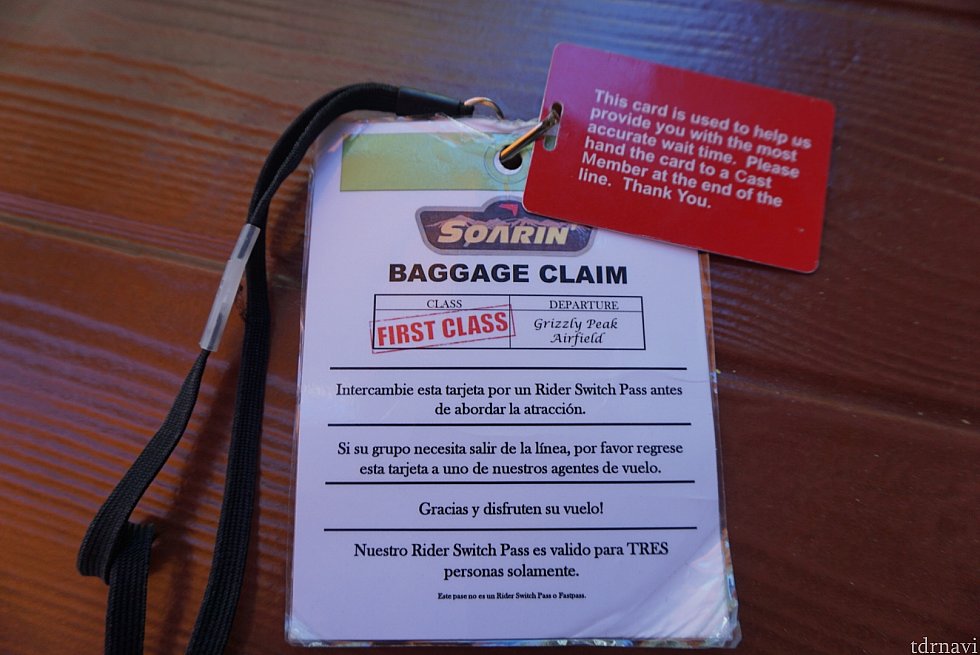 This card is used to help us
provide you with the most
accurate wait time. Please
hand the card to a Cast
Member at the end of the
line. Thank You.
SOARIN'
BAGGAGE CLAIM
CLASS
DEPARTURE
FIRST CLASS
Grizzly Peak
Airfield
Intercambie esta tarjeta por un Rider Switch Pass antes
de abordar la atracción.
Si su grupo necesita salir de la línea, por favor regrese
esta tarjeta a uno de nuestros agentes de vuelo.
Gracias y disfruten su vuelo!
Nuestro Rider Switch Pass es valido para TRES
personas solamente.
Este pase no es un Rider Switch Pass o Fastpass.
tdrnavi